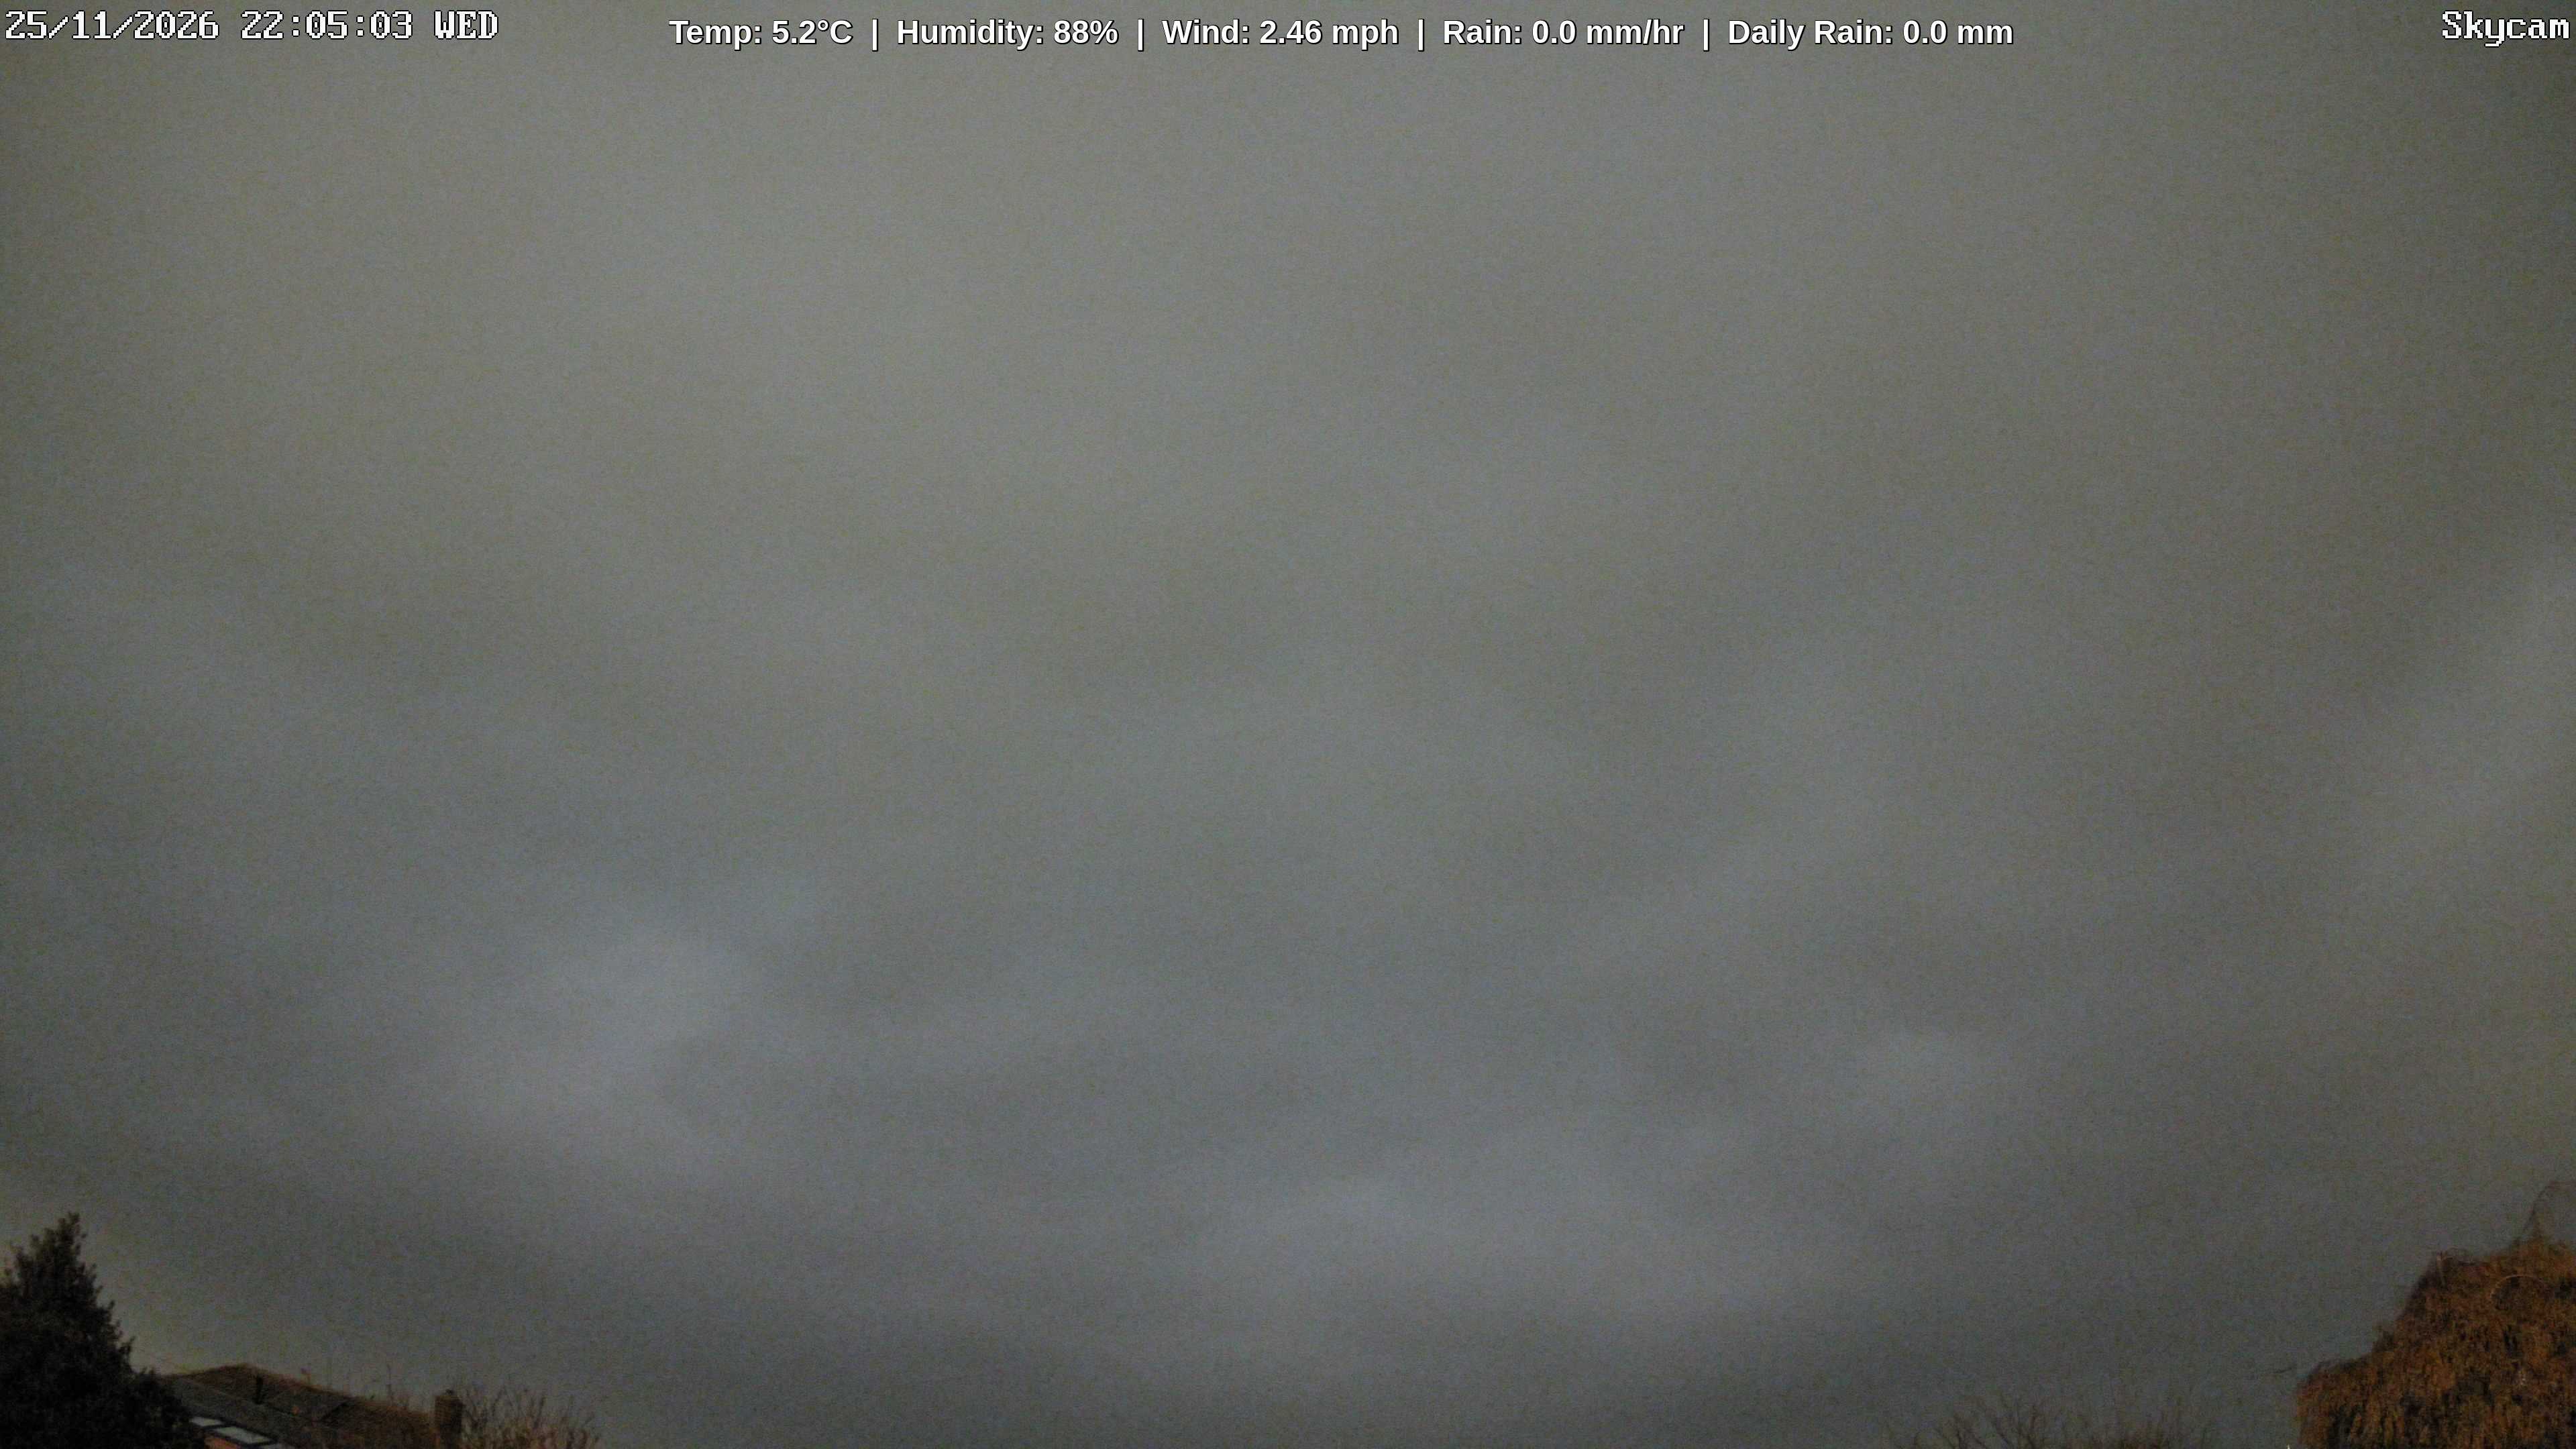 25/11/2026 22:05:03 WED
Temp: 5.2°C | Humidity: 88% | Wind: 2.46 mph | Rain: 0.0 mm/hr | Daily Rain: 0.0 mm
Skycam